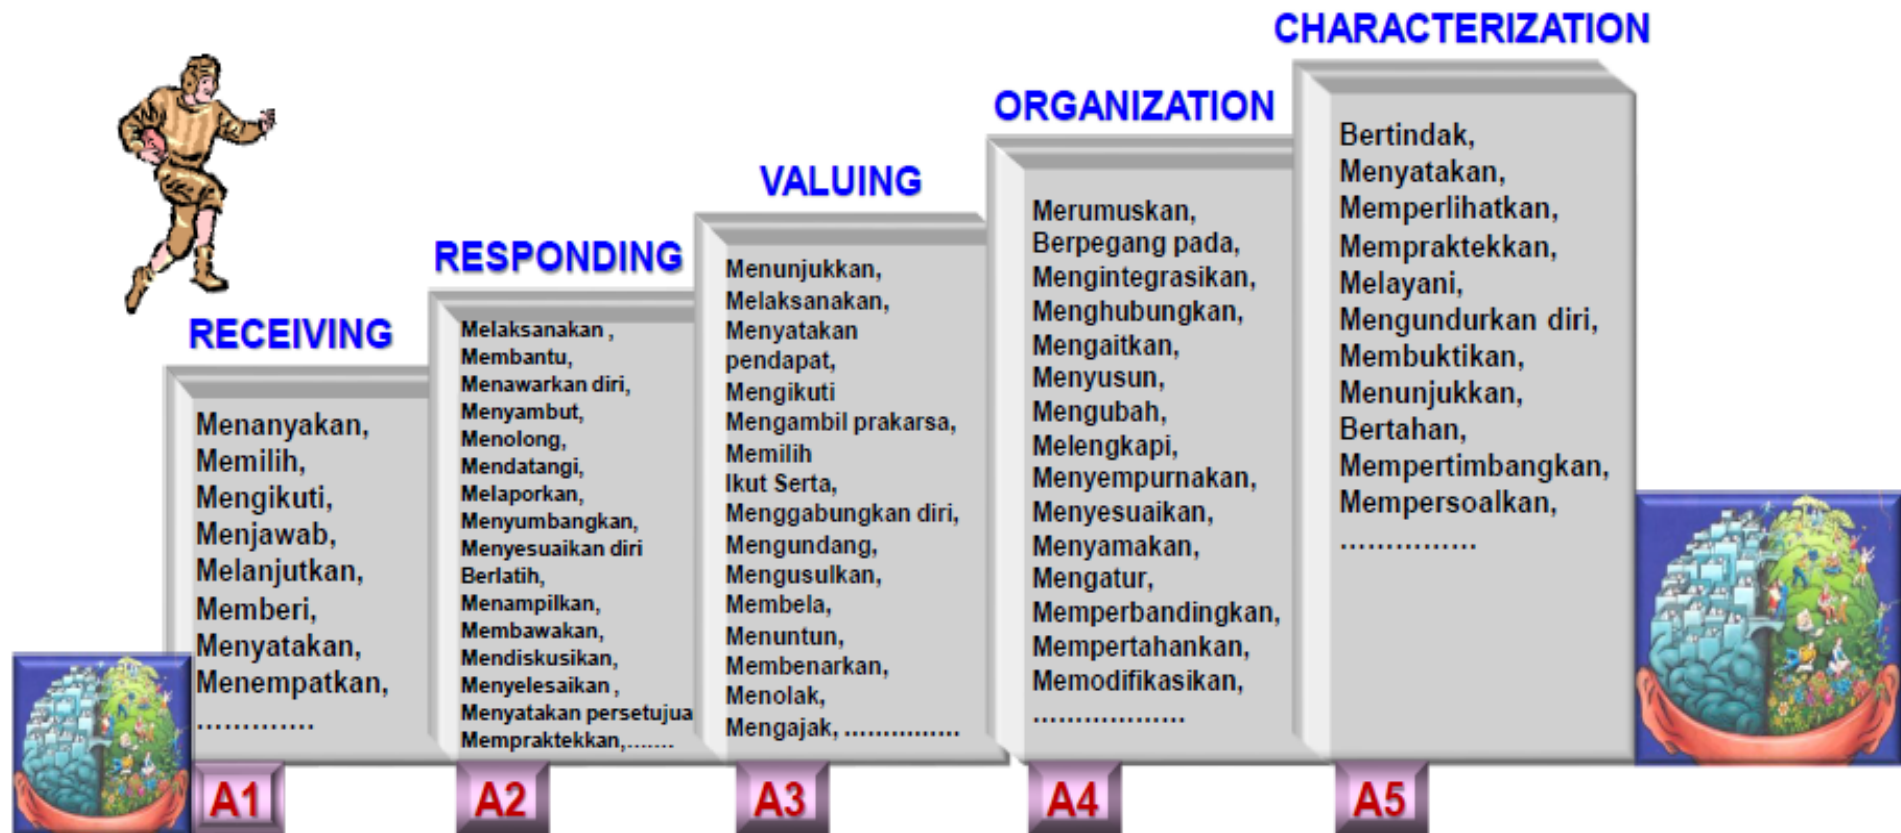 RECEIVING
Menanyakan,
Memilih,
Mengikuti,
Menjawab,
Melanjutkan,
Memberi,
Menyatakan,
Menempatkan,
.............
A1
RESPONDING
Melaksanakan ,
Membantu,
Menawarkan diri,
Menyambut,
Menolong,
Mendatangi,
Melaporkan,
Menyumbangkan,
Menyesuaikan diri
Berlatih,
Menampilkan,
Membawakan,
Mendiskusikan,
Menyelesaikan ,
Menyatakan persetujua
Mempraktekkan,.......
A2
VALUING
Menunjukkan,
Melaksanakan,
Menyatakan
pendapat,
Mengikuti
Mengambil prakarsa,
Memilih
Ikut Serta,
Menggabungkan diri,
Mengundang,
Mengusulkan,
Membela,
Menuntun,
Membenarkan,
Menolak,
Mengajak, ...............
A3
ORGANIZATION
Merumuskan,
Berpegang pada,
Mengintegrasikan,
Menghubungkan,
Mengaitkan,
Menyusun,
Mengubah,
Melengkapi,
Menyempurnakan,
Menyesuaikan,
Menyamakan,
Mengatur,
Memperbandingkan,
Mempertahankan,
Memodifikasikan,
..................
A4
CHARACTERIZATION
Bertindak,
Menyatakan,
Memperlihatkan,
Mempraktekkan,
Melayani,
Mengundurkan diri,
Membuktikan,
Menunjukkan,
Bertahan,
Mempertimbangkan,
Mempersoalkan,
...............
A5